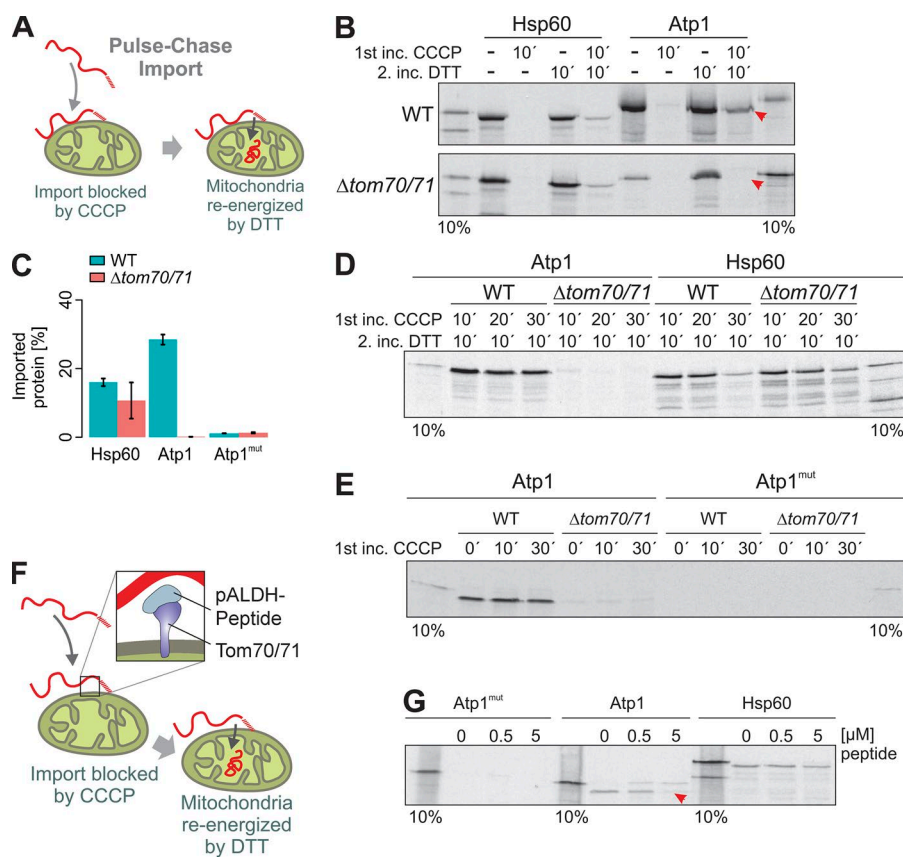 A
Pulse-Chase
Import
Import blocked
by CCCP
Mitochondria
re-energized
by DTT
B
Hsp60 Atp1
1st inc. CCCP - 10´ - 10´ - 10´ - 10´
2. inc. DTT - - 10´ 10´ - - 10´ 10´
WT
Δtom70/71
10% 10%
C
WT
Δtom70/71
Imported
protein [%]
40
20
0
Hsp60 Atp1 Atp1mut
D
Atp1 Hsp60
WT Δtom70/71 WT Δtom70/71
1st inc. CCCP 10´ 20´ 30´ 10´ 20´ 30´ 10´ 20´ 30´ 10´ 20´ 30´
2. inc. DTT 10´ 10´ 10´ 10´ 10´ 10´ 10´ 10´ 10´ 10´ 10´ 10´
10% 10%
E
Atp1 Atp1mut
WT Δtom70/71 WT Δtom70/71
1st inc. CCCP 0´ 10´ 30´ 0´ 10´ 30´ 0´ 10´ 30´ 0´ 10´ 30´
10% 10%
F
pALDH-
Peptide
Tom70/71
Import blocked
by CCCP
Mitochondria
re-energized
by DTT
G
Atp1mut Atp1 Hsp60
0 0.5 5 0 0.5 5 0 0.5 5 [µM]
peptide
10% 10% 10%